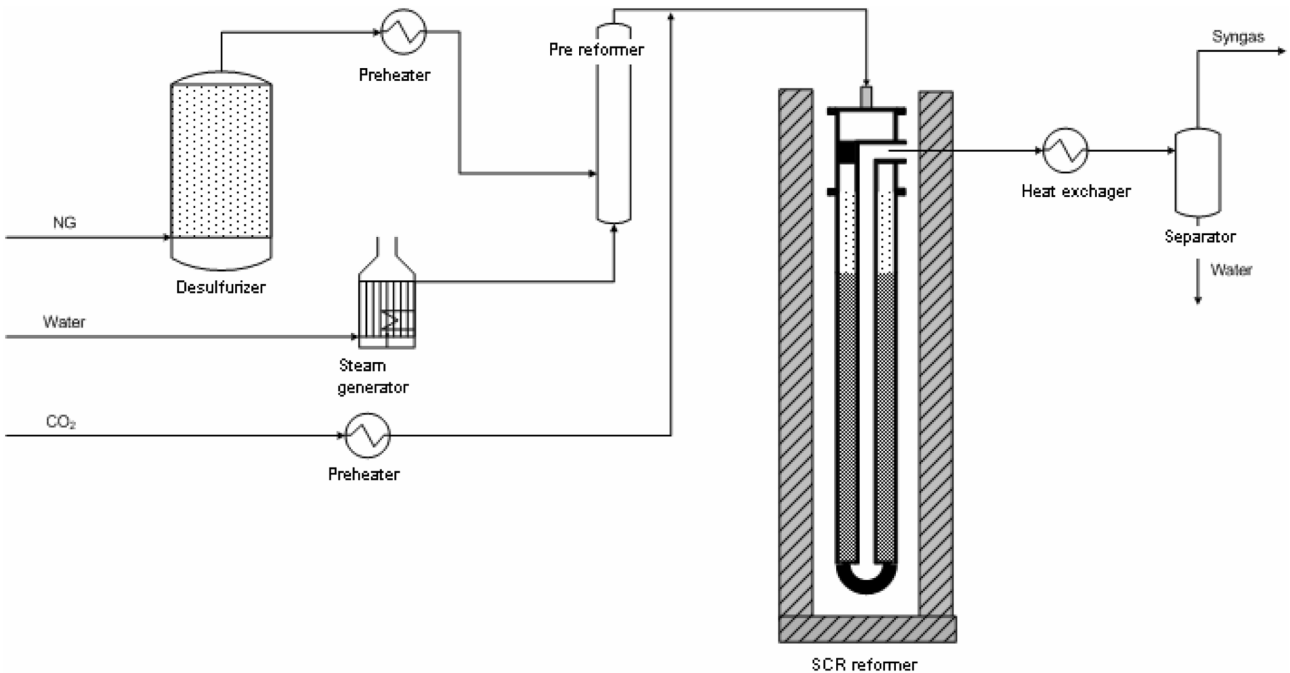 Pre reformer
Syngas
Preheater
Heat exchager
NG
Separator
Water
Desulfurizer
Water
Steam
generator
CO₂
Preheater
SCR reformer